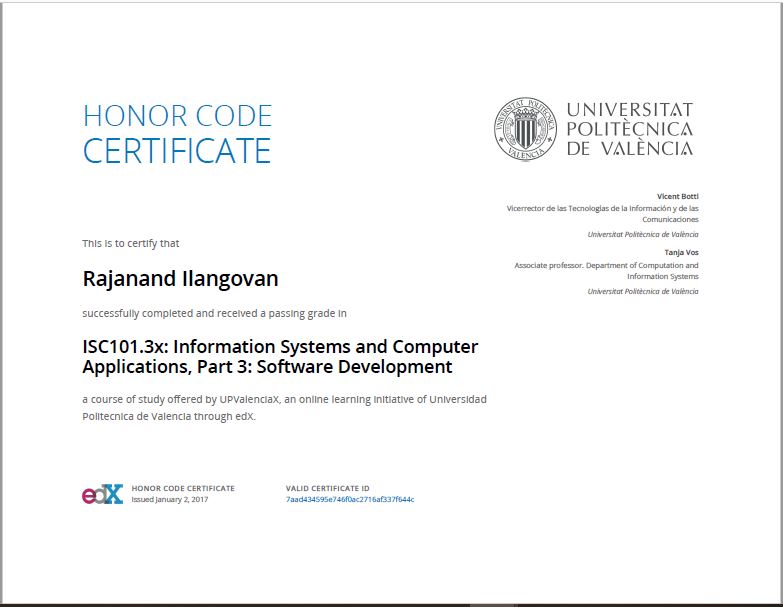 HONOR CODE
CERTIFICATE
UNIVERSITAT
POLITÈCNICA
DE VALÈNCIA
UNIVERSITAT POLITÈCNICA
VALENCIA
Vicent Botti
Vicerrector de las Tecnologías de la Información y de las
Comunicaciones
Universitat Politècnica de València
Tanja Vos
Associate professor. Department of Computation and
Information Systems
Universitat Politècnica de València
This is to certify that
Rajanand Ilangovan
successfully completed and received a passing grade in
ISC101.3x: Information Systems and Computer
Applications, Part 3: Software Development
a course of study offered by UPValenciaX, an online learning initiative of Universidad
Politecnica de Valencia through edX.
edX
HONOR CODE CERTIFICATE
Issued January 2, 2017
VALID CERTIFICATE ID
7aad434595e746f0ac2716af337f644c